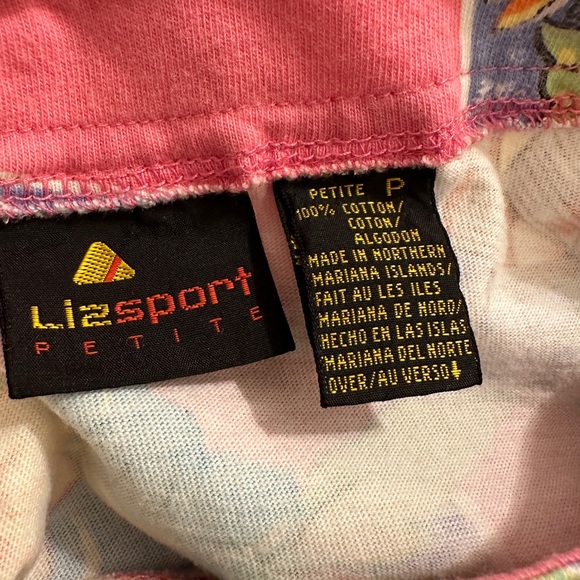 Lizsport
PETITE
PETITE P
100% COTTON/
COTON/
ALGODON
MADE IN NORTHERN
MARIANA ISLANDS/
FAIT AU LES ILES
MARIANA DE NORD/
HECHO EN LAS ISLAS
MARIANA DEL NORTE
OVER/AU VERSO